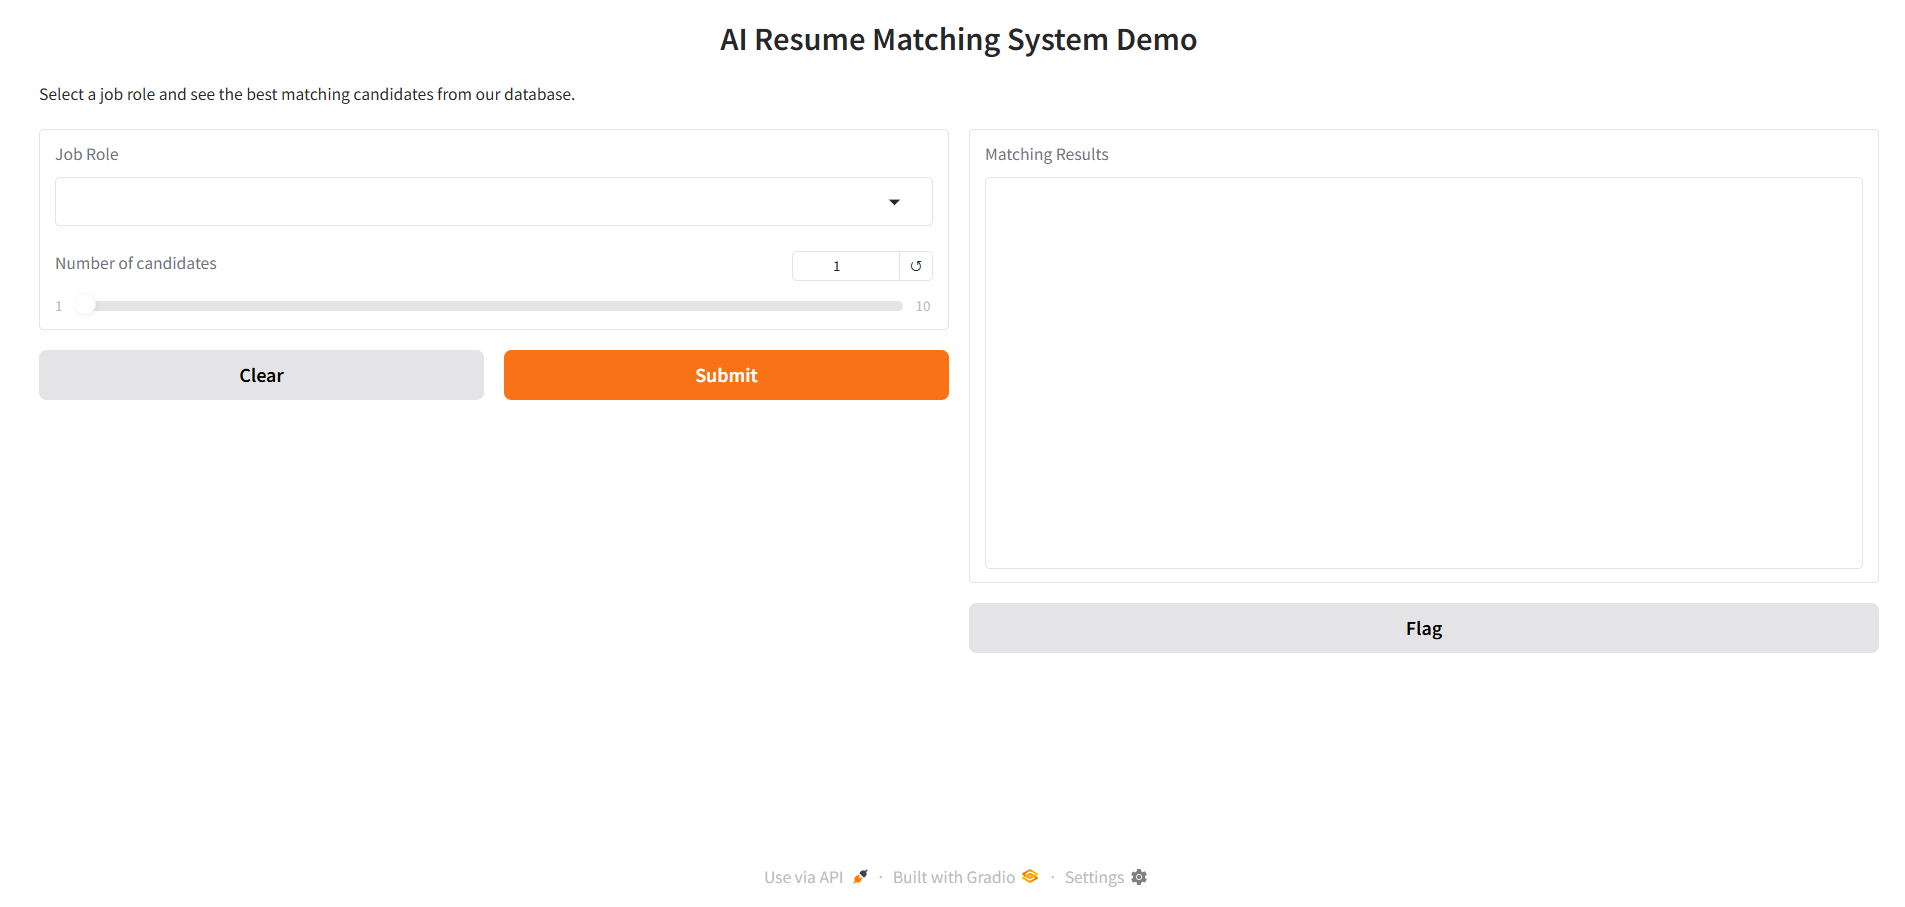 AI Resume Matching System Demo
Select a job role and see the best matching candidates from our database.
Job Role
Number of candidates
1
1
10
Clear
Submit
Matching Results
Flag
Use via API · Built with Gradio · Settings